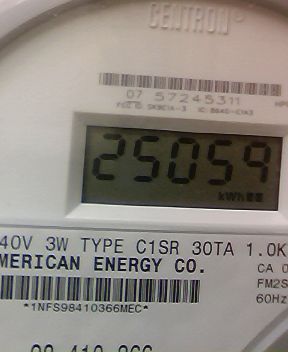 CENTRON®
07 57245311
25059
kWh
40V 3W TYPE C1SR 30TA 1.0K
MERICAN ENERGY CO.
CA 0
FM2S
60Hz
*1NFS98410366MEC*